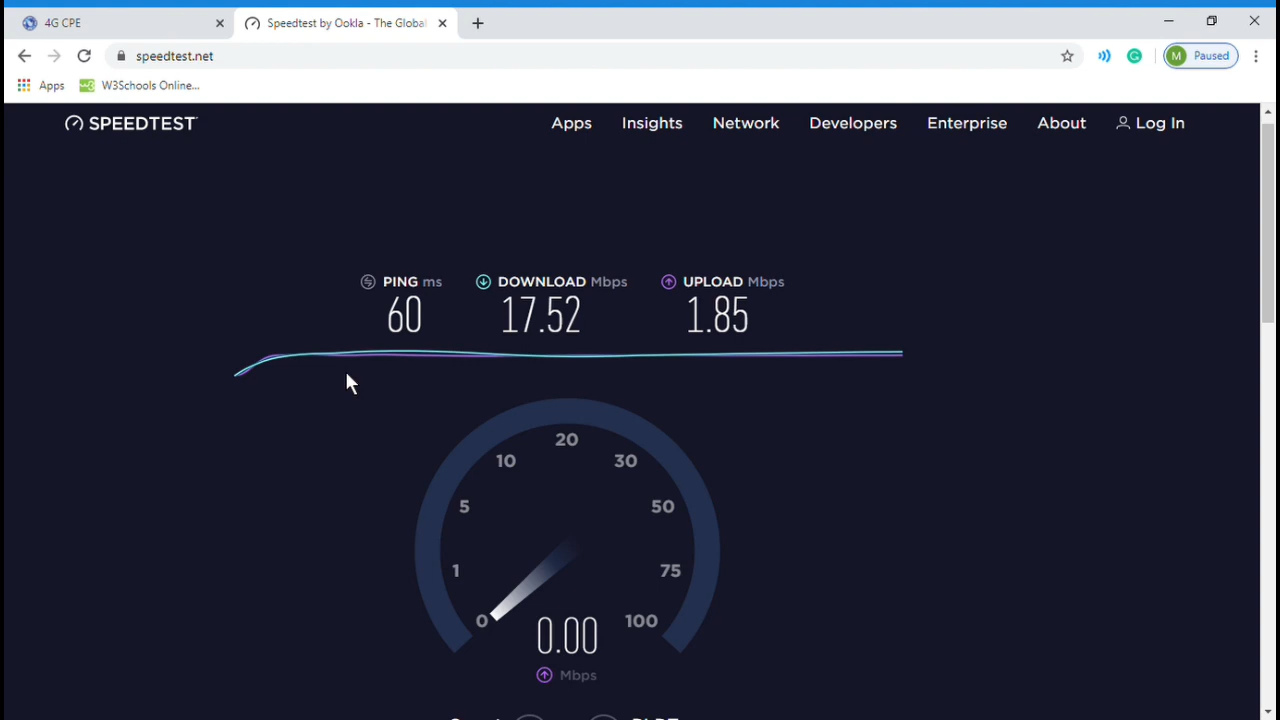 4G CPE
Speedtest by Ookla - The Global
speedtest.net
M Paused
Apps
W3Schools Online...
SPEEDTEST
Apps Insights Network Developers Enterprise About Log In
PING ms DOWNLOAD Mbps UPLOAD Mbps
60 17.52 1.85
20
10 30
5 50
1 75
0 100
0.00
Mbps